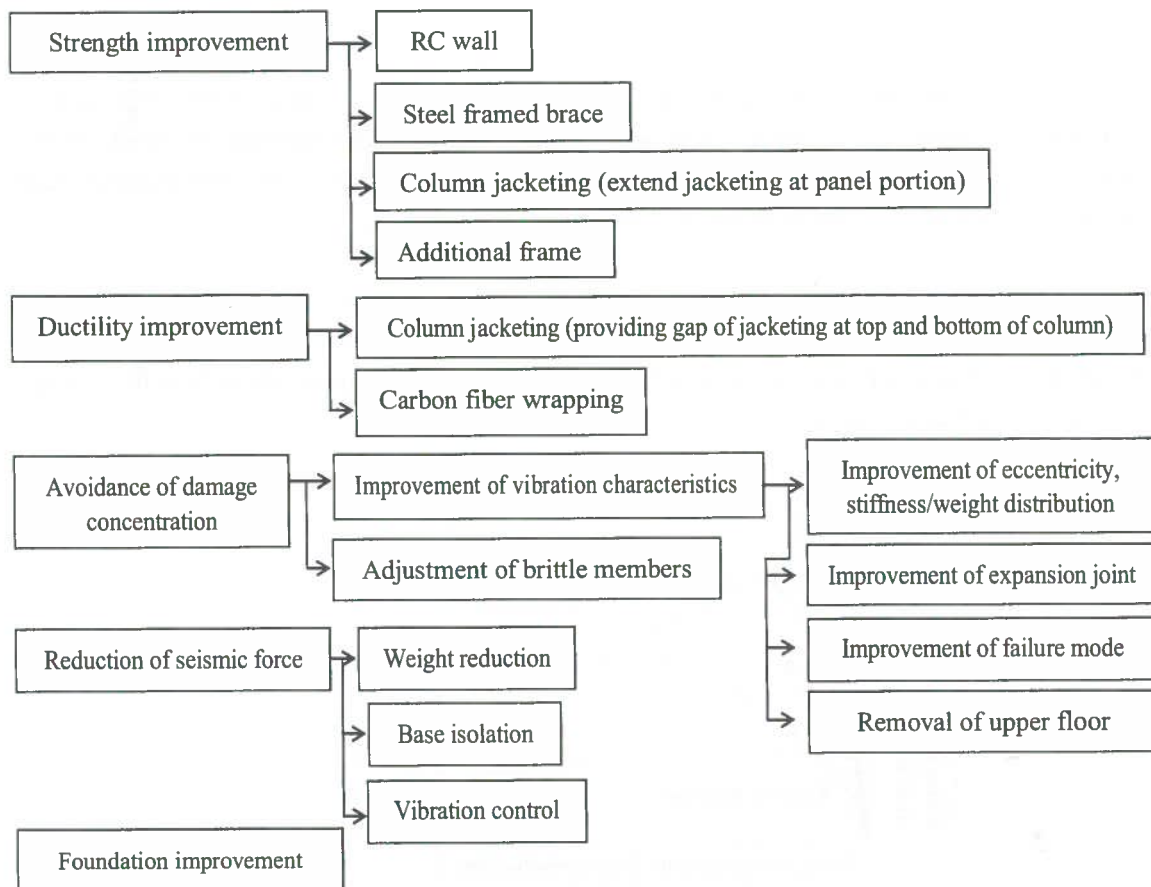 Strength improvement
RC wall
Steel framed brace
Column jacketing (extend jacketing at panel portion)
Additional frame
Ductility improvement
Column jacketing (providing gap of jacketing at top and bottom of column)
Carbon fiber wrapping
Avoidance of damage
concentration
Improvement of vibration characteristics
Adjustment of brittle members
Improvement of eccentricity,
stiffness/weight distribution
Improvement of expansion joint
Improvement of failure mode
Removal of upper floor
Reduction of seismic force
Weight reduction
Base isolation
Vibration control
Foundation improvement